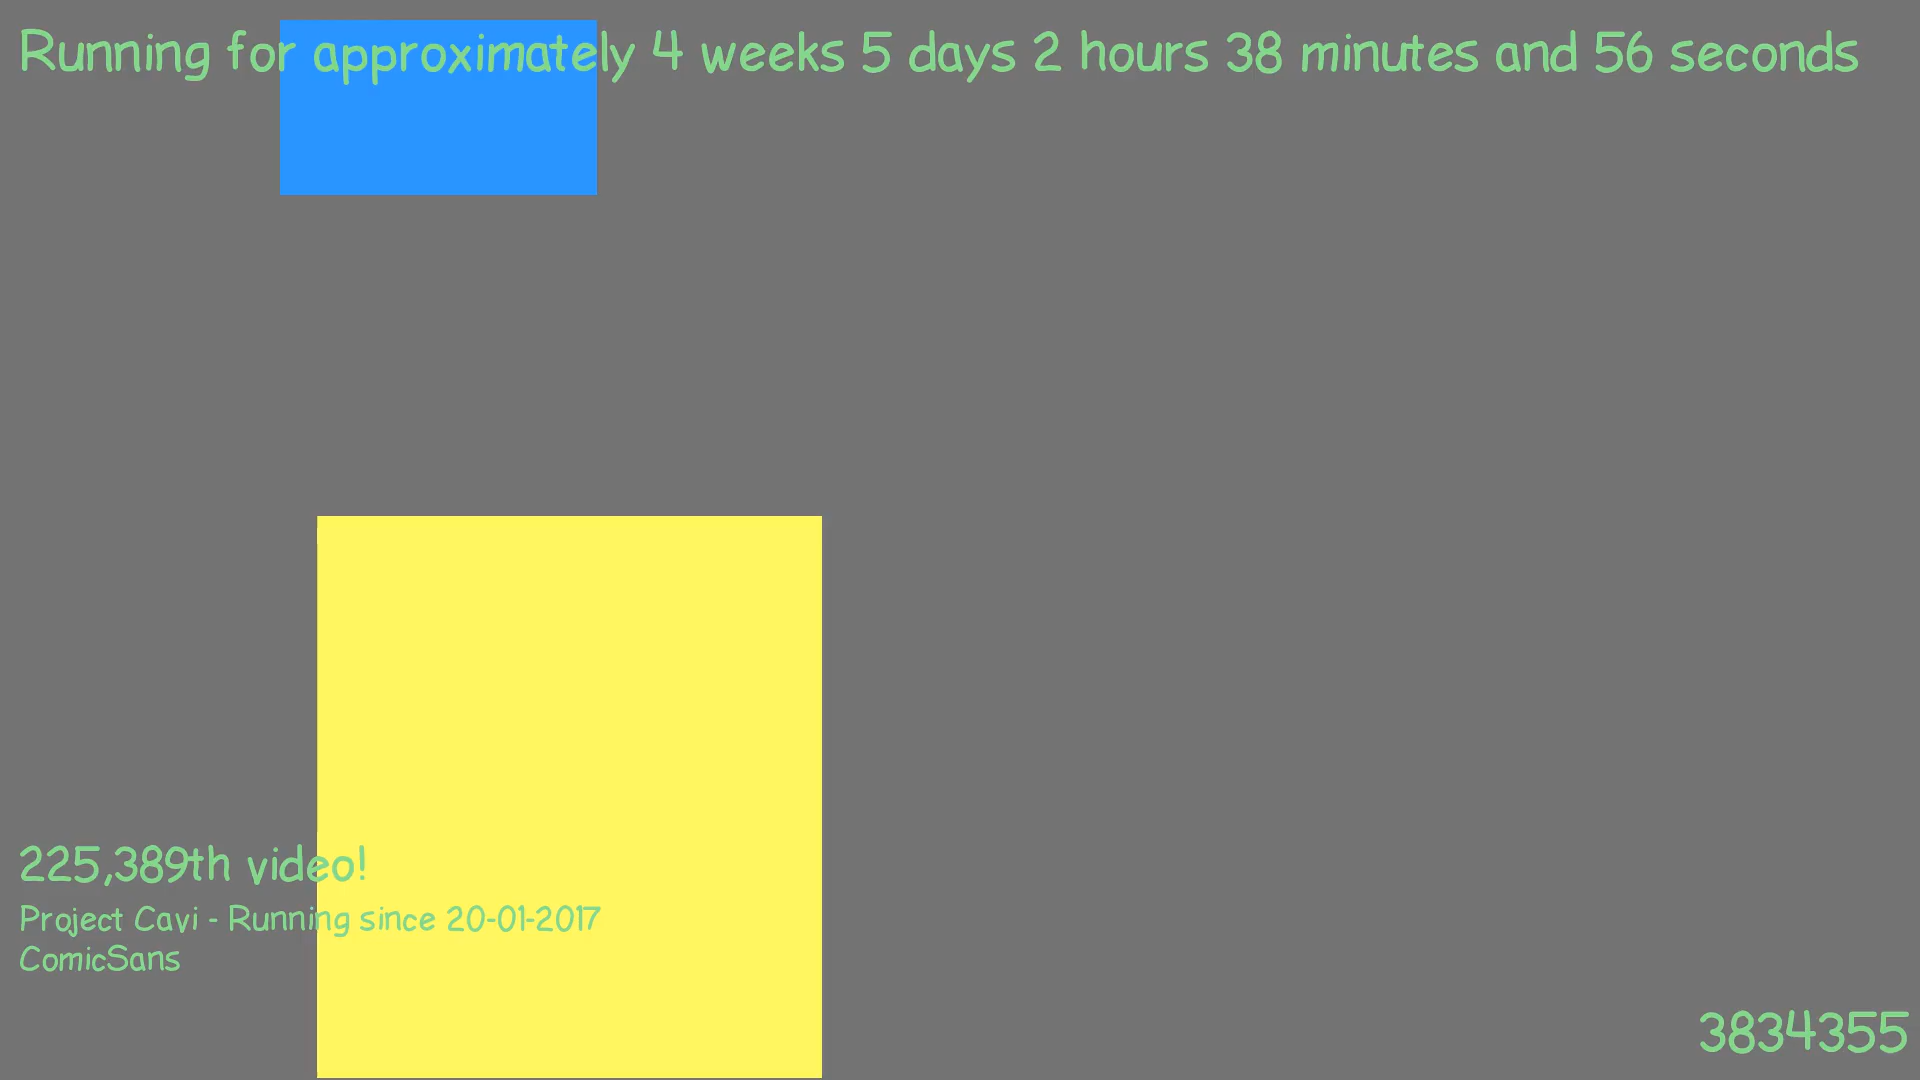 Running for approximately 4 weeks 5 days 2 hours 38 minutes and 56 seconds
225,389th video!
Project Cavi - Running since 20-01-2017
ComicSans
3834355